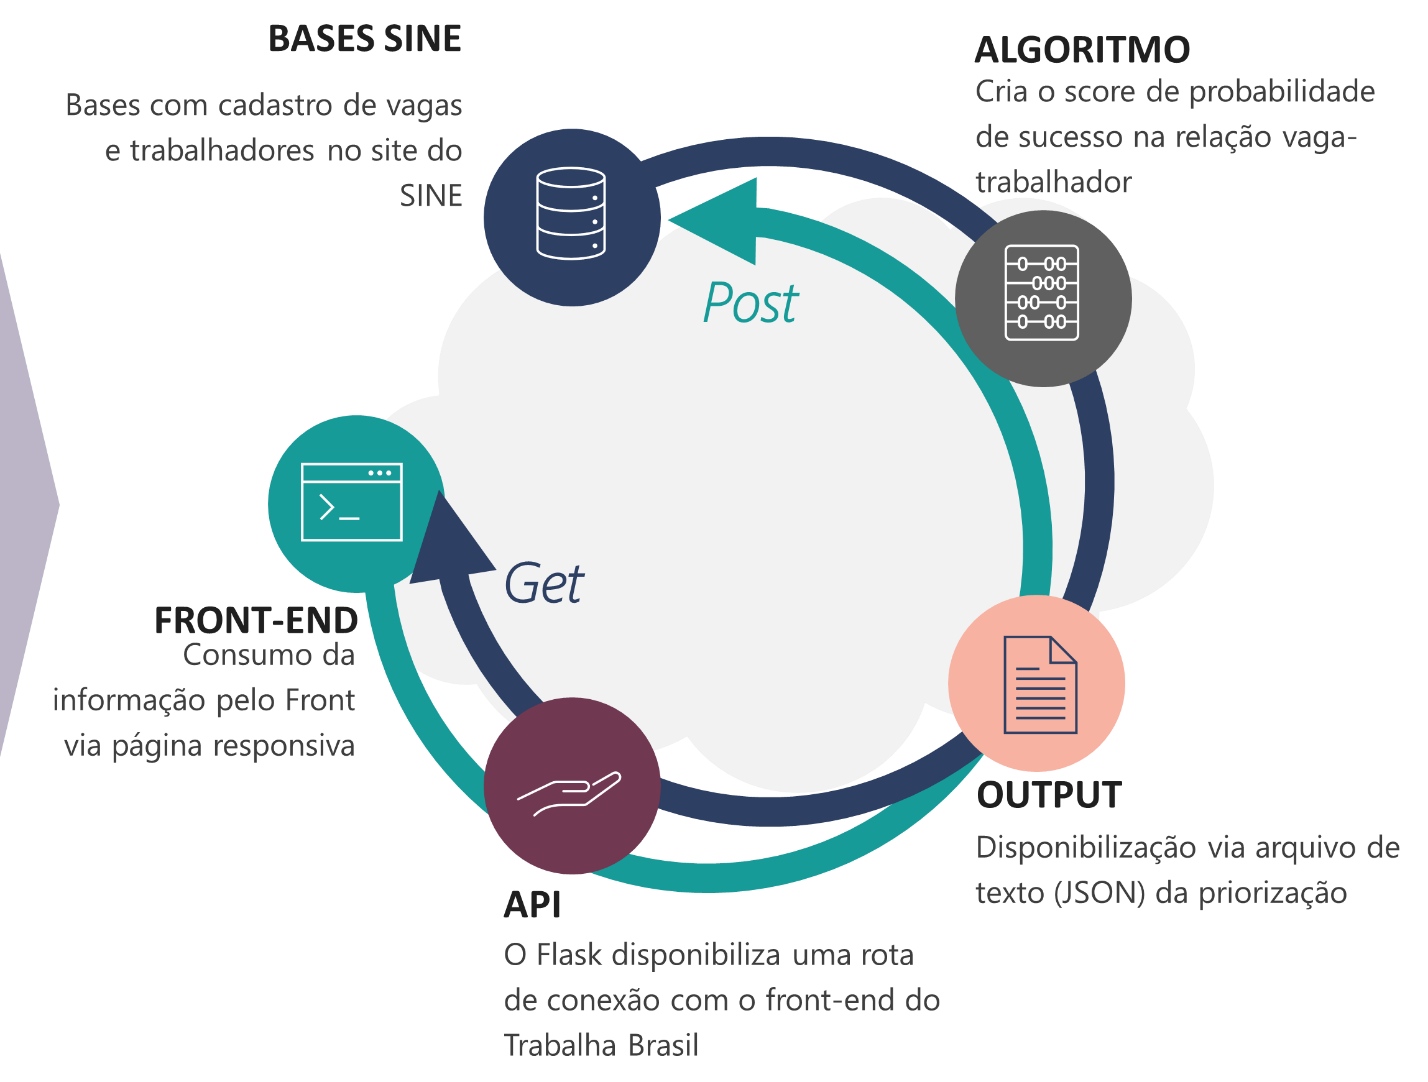 BASES SINE
Bases com cadastro de vagas
e trabalhadores no site do
SINE
ALGORITMO
Cria o score de probabilidade
de sucesso na relação vaga-
trabalhador
Post
Get
FRONT-END
Consumo da
informação pelo Front
via página responsiva
OUTPUT
Disponibilização via arquivo de
texto (JSON) da priorização
API
O Flask disponibiliza uma rota
de conexão com o front-end do
Trabalha Brasil